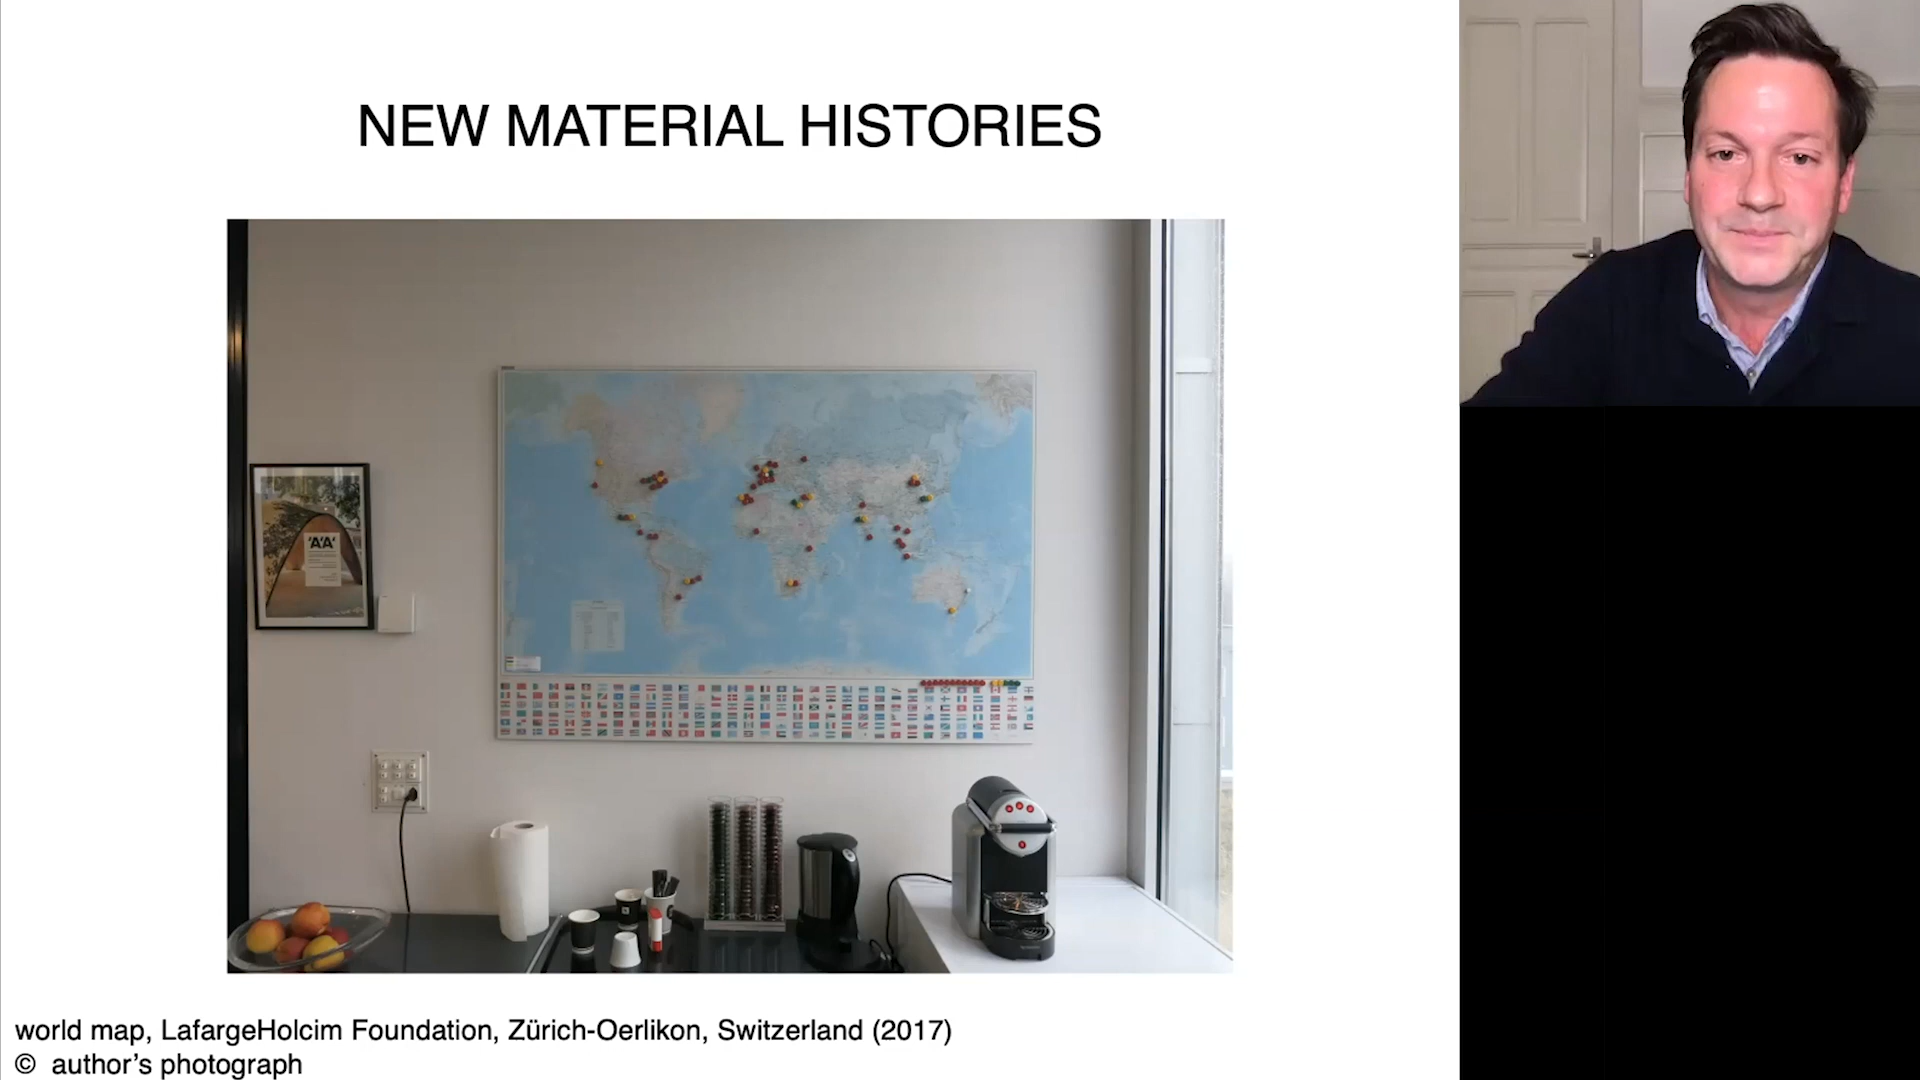 NEW MATERIAL HISTORIES
'A'A'
world map, LafargeHolcim Foundation, Zürich-Oerlikon, Switzerland (2017)
© author's photograph